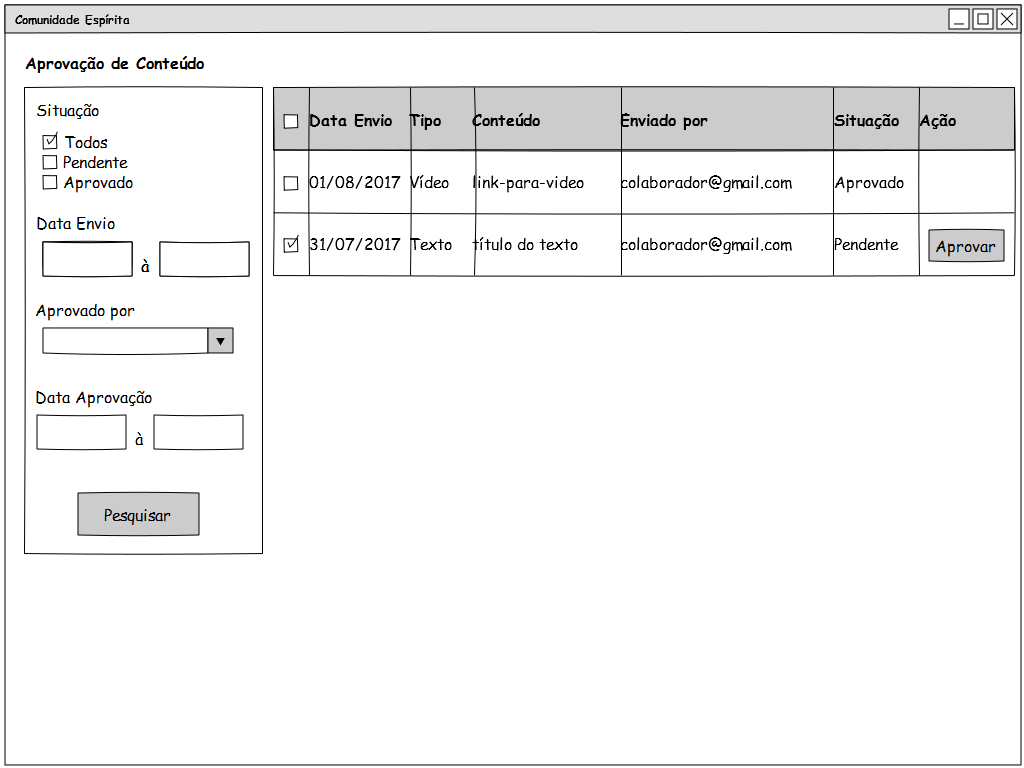 Comunidade Espírita
Aprovação de Conteúdo
Situação
Todos
Pendente
Aprovado
Data Envio
à
Aprovado por
Data Aprovação
à
Pesquisar
Data Envio Tipo Conteúdo Enviado por Situação Ação
01/08/2017 Vídeo link-para-video colaborador@gmail.com Aprovado
31/07/2017 Texto título do texto colaborador@gmail.com Pendente Aprovar